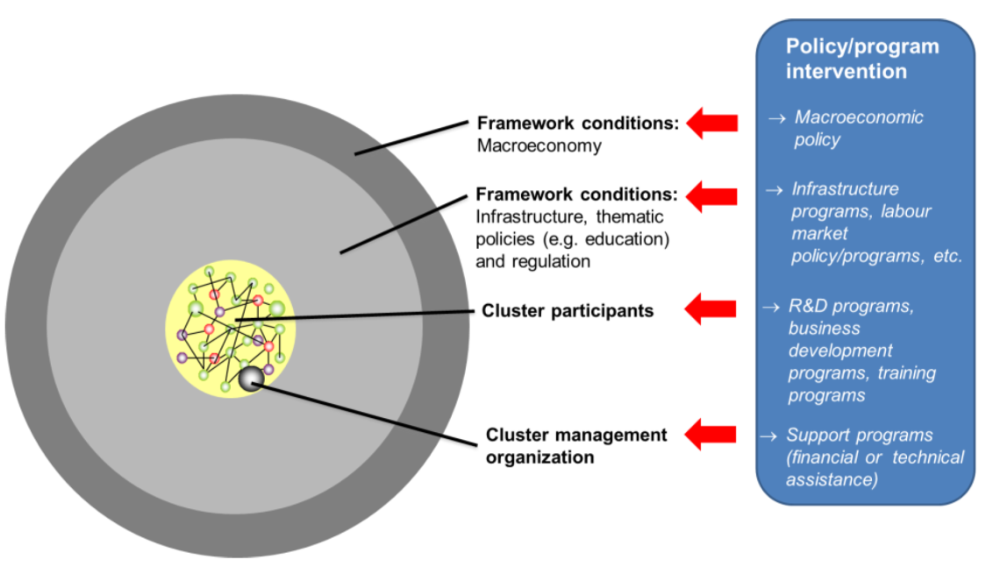 Framework conditions:
Macroeconomy
Framework conditions:
Infrastructure, thematic
policies (e.g. education)
and regulation
Cluster participants
Cluster management
organization
Policy/program
intervention
→ Macroeconomic
policy
→ Infrastructure
programs, labour
market
policy/programs, etc.
→ R&D programs,
business
development
programs, training
programs
→ Support programs
(financial or technical
assistance)